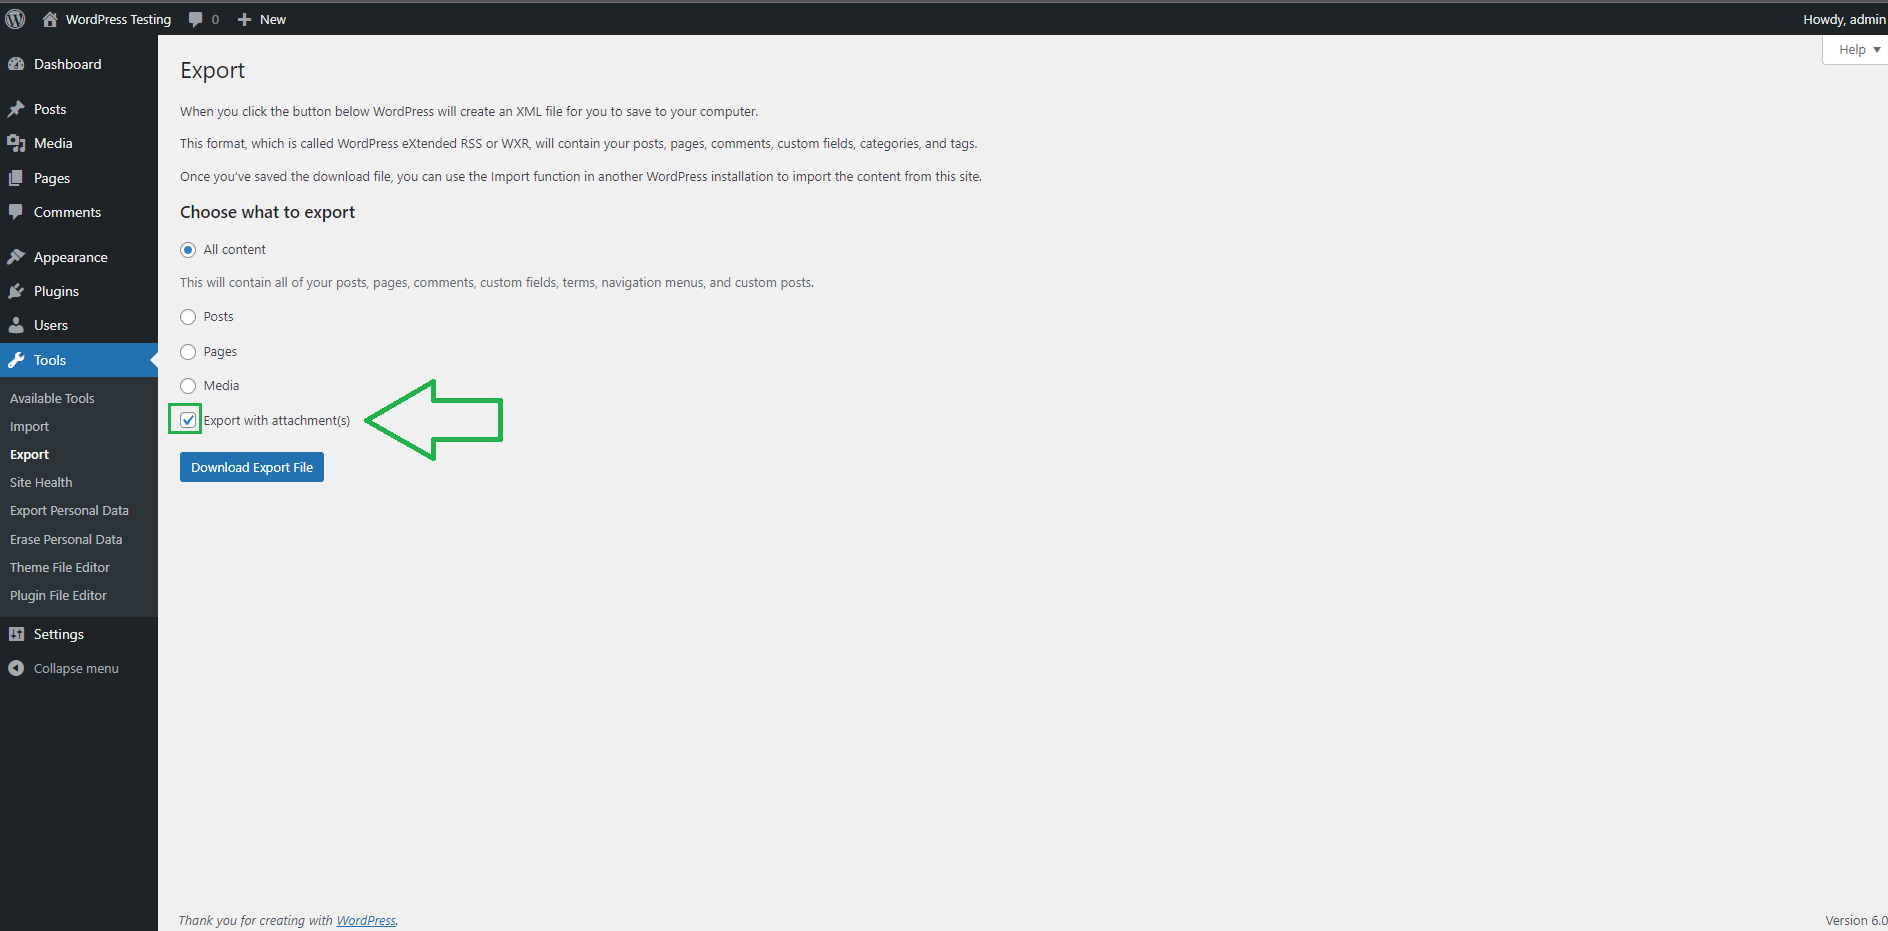 WordPress Testing
0
New
Howdy, admin
Help
Dashboard
Posts
Media
Pages
Comments
Appearance
Plugins
Users
Tools
Available Tools
Import
Export
Site Health
Export Personal Data
Erase Personal Data
Theme File Editor
Plugin File Editor
Settings
Collapse menu
Export
When you click the button below WordPress will create an XML file for you to save to your computer.
This format, which is called WordPress eXtended RSS or WXR, will contain your posts, pages, comments, custom fields, categories, and tags.
Once you've saved the download file, you can use the Import function in another WordPress installation to import the content from this site.
Choose what to export
All content
This will contain all of your posts, pages, comments, custom fields, terms, navigation menus, and custom posts.
Posts
Pages
Media
Export with attachment(s)
Download Export File
Thank you for creating with WordPress.
Version 6.0